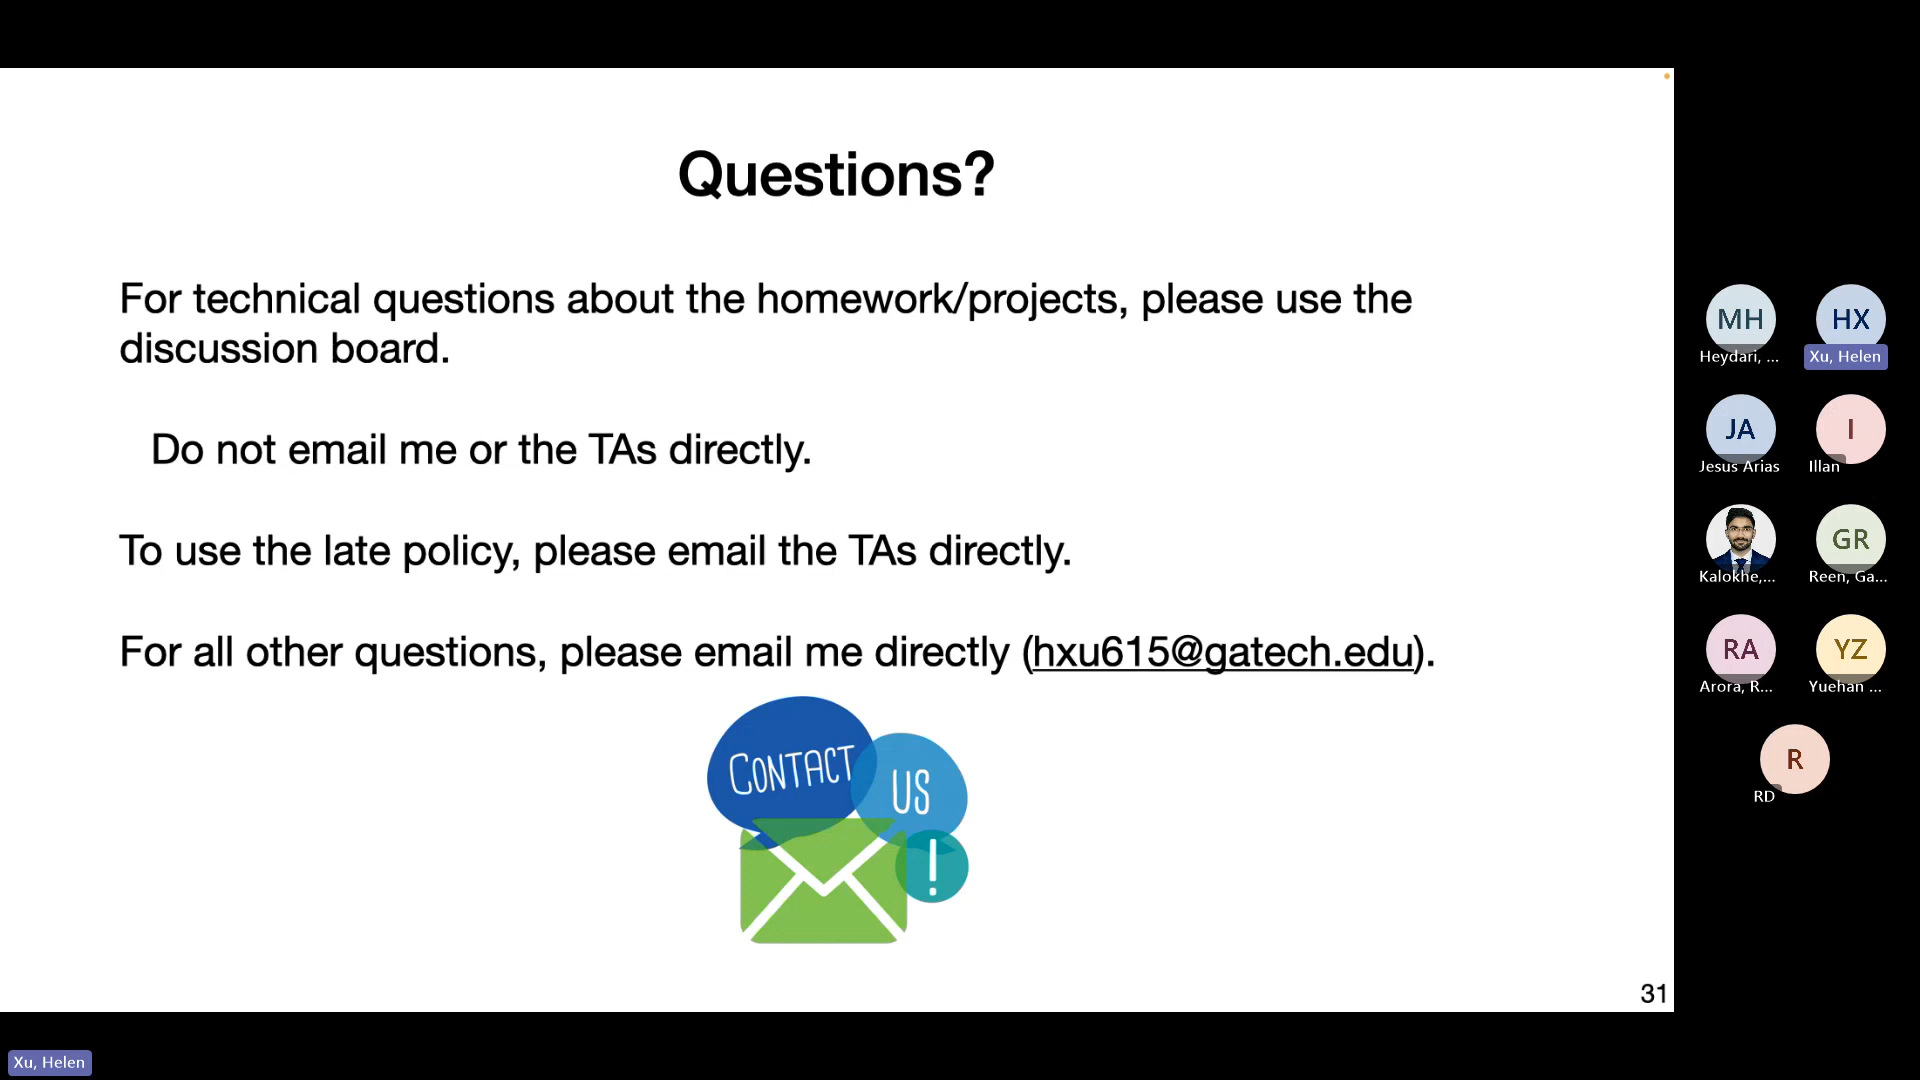 Questions?
For technical questions about the homework/projects, please use the
discussion board.
Do not email me or the TAs directly.
To use the late policy, please email the TAs directly.
For all other questions, please email me directly (hxu615@gatech.edu).
CONTACT
US
!
31
MH
Heydari, ...
HX
Xu, Helen
JA
Jesus Arias
I
Illan
Kalokhe,...
GR
Reen, Ga...
RA
Arora, R...
YZ
Yuehan ...
R
RD
Xu, Helen